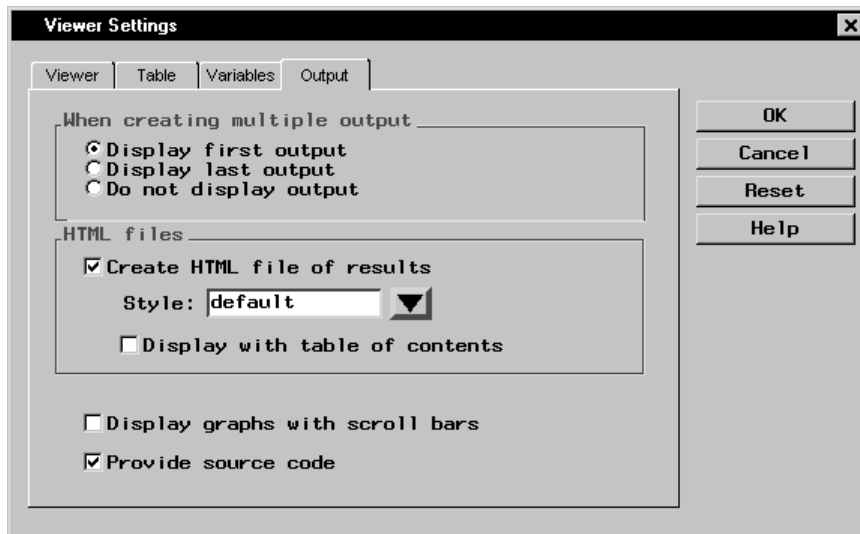 Viewer Settings
Viewer Table Variables Output
When creating multiple output
Display first output
Display last output
Do not display output
HTML files
Create HTML file of results
Style: default
Display with table of contents
Display graphs with scroll bars
Provide source code
OK
Cancel
Reset
Help